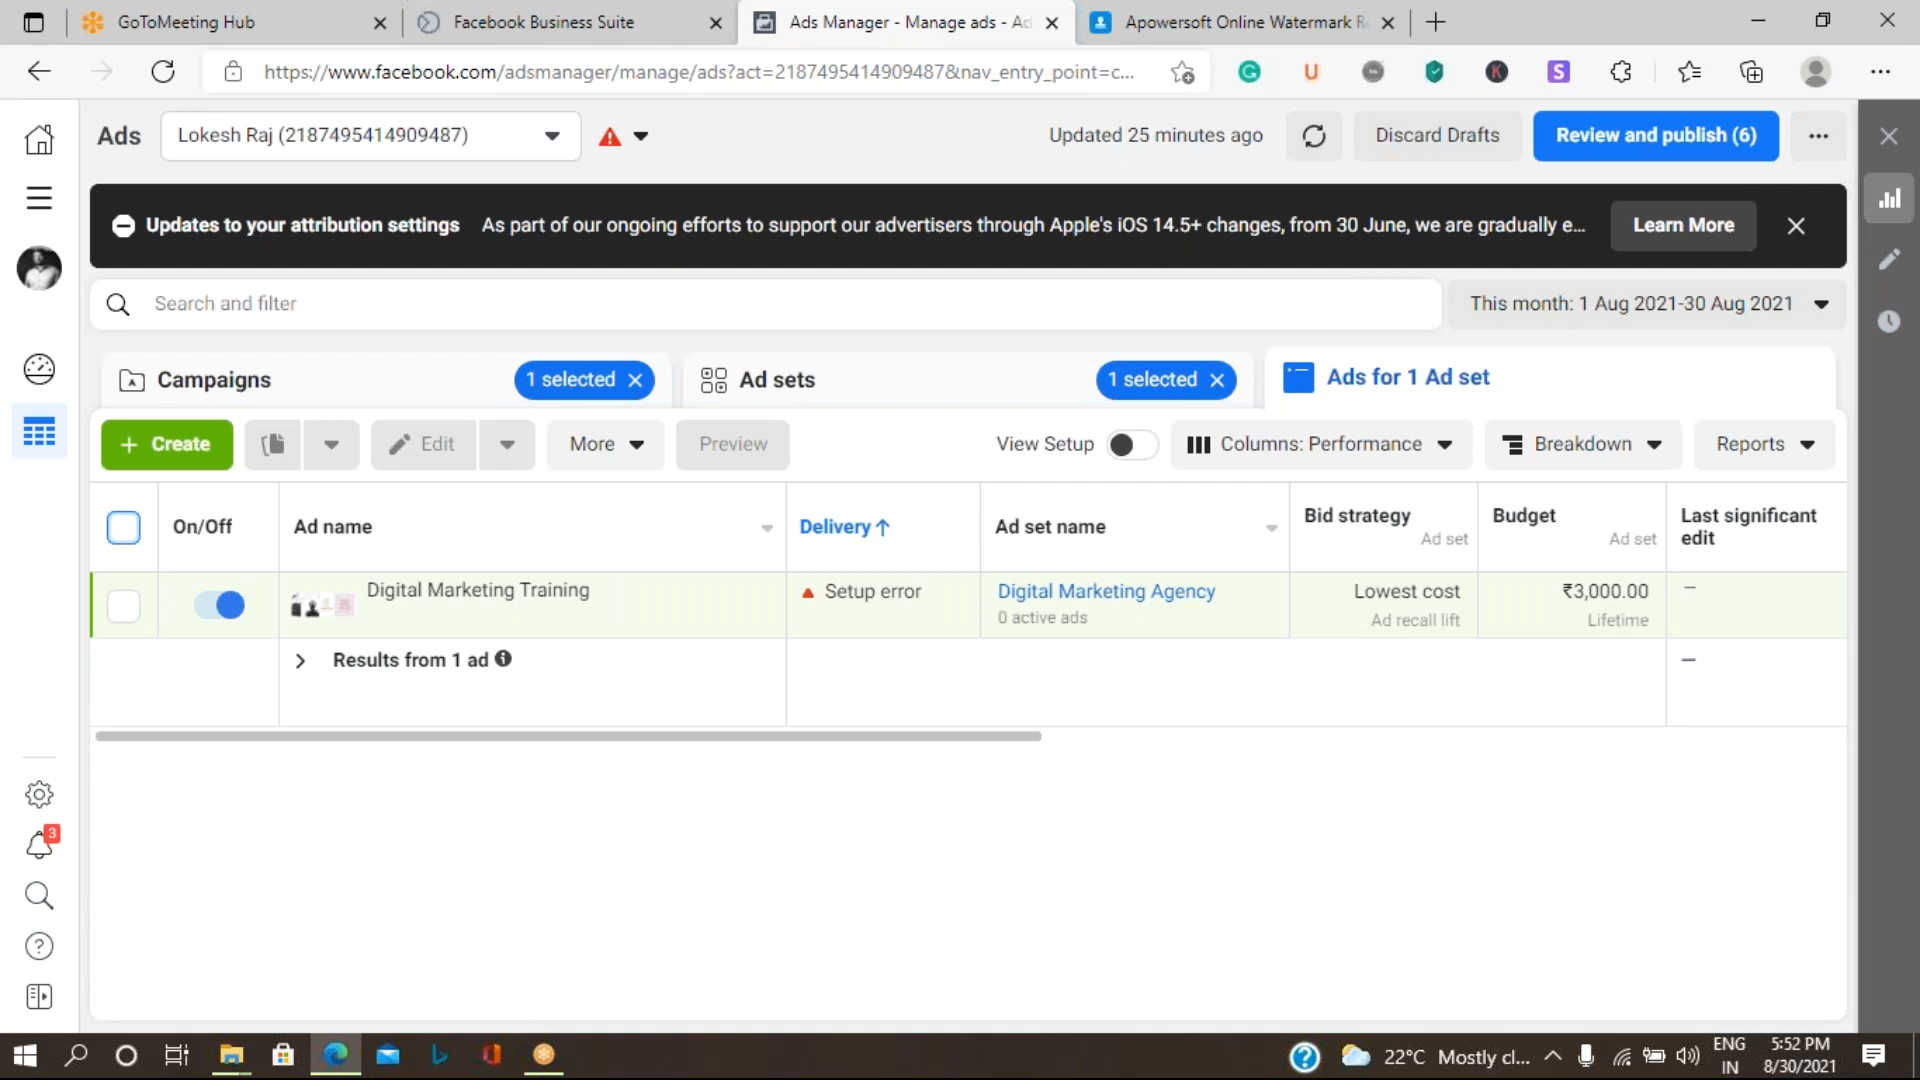 GoToMeeting Hub
Facebook Business Suite
Ads Manager - Manage ads - Ad
Apowersoft Online Watermark R
https://www.facebook.com/adsmanager/manage/ads?act=2187495414909487&nav_entry_point=c...
Ads
Lokesh Raj (2187495414909487)
Updated 25 minutes ago
Discard Drafts
Review and publish (6)
Updates to your attribution settings As part of our ongoing efforts to support our advertisers through Apple's iOS 14.5+ changes, from 30 June, we are gradually e...
Learn More
Search and filter
This month: 1 Aug 2021-30 Aug 2021
Campaigns
1 selected
Ad sets
1 selected
Ads for 1 Ad set
+ Create
Edit
More
Preview
View Setup
Columns: Performance
Breakdown
Reports
On/Off
Ad name
Delivery↑
Ad set name
Bid strategy
Ad set
Budget
Ad set
Last significant
edit
Digital Marketing Training
Setup error
Digital Marketing Agency
0 active ads
Lowest cost
Ad recall lift
₹3,000.00
Lifetime
—
Results from 1 ad
—
3
22°C Mostly cl...
ENG
IN
5:52 PM
8/30/2021